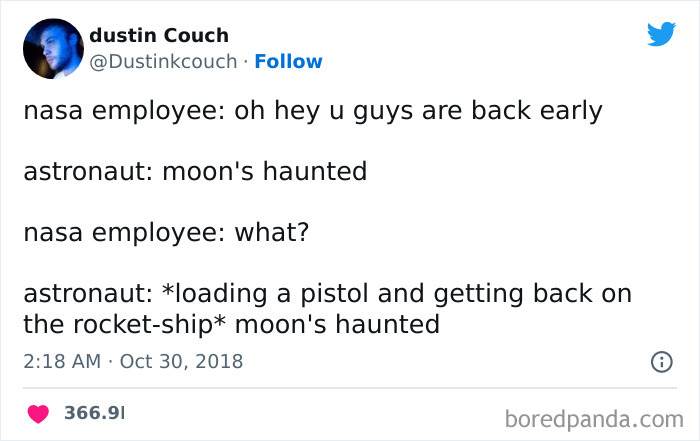 dustin Couch
@Dustinkcouch · Follow
nasa employee: oh hey u guys are back early
astronaut: moon's haunted
nasa employee: what?
astronaut: *loading a pistol and getting back on
the rocket-ship* moon's haunted
2:18 AM · Oct 30, 2018
366.9
boredpanda.com